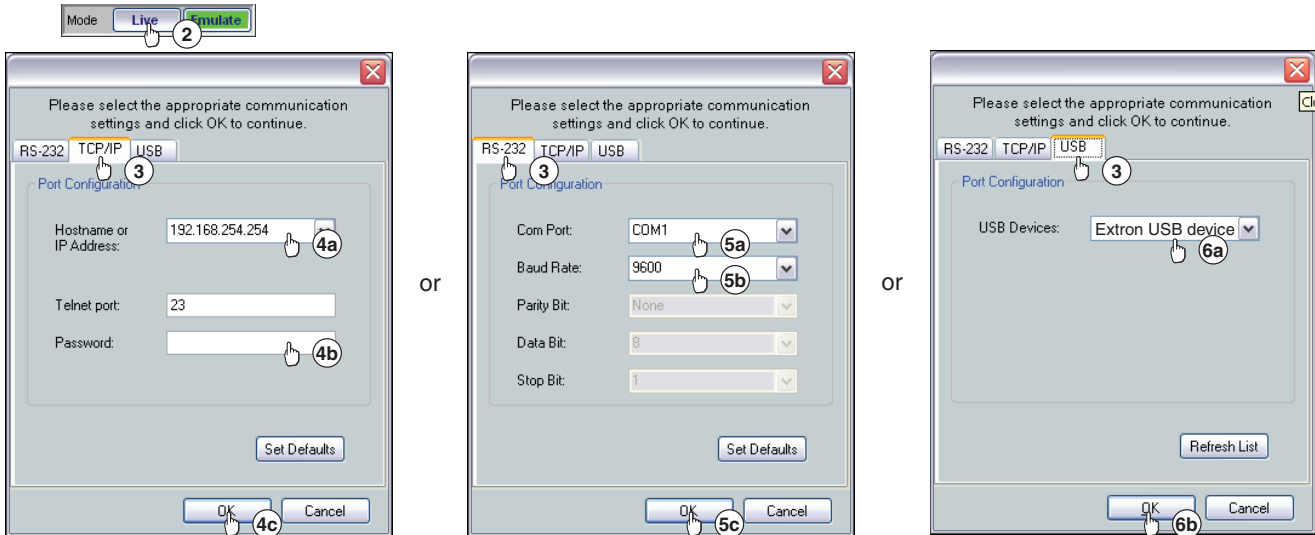 Mode Live Emulate
2
Please select the appropriate communication
settings and click OK to continue.
RS-232 TCP/IP USB
3
Port Configuration
Hostname or
IP Address:
192.168.254.254
4a
Telnet port: 23
Password:
4b
Set Defaults
OK Cancel
4c
or
Please select the appropriate communication
settings and click OK to continue.
RS-232 TCP/IP USB
3
Port Configuration
Com Port: COM1
5a
Baud Rate: 9600
5b
Parity Bit: None
Data Bit: 8
Stop Bit: 1
Set Defaults
OK Cancel
5c
or
Please select the appropriate communication
settings and click OK to continue.
Cl
RS-232 TCP/IP USB
3
Port Configuration
USB Devices: Extron USB device
6a
Refresh List
OK Cancel
6b